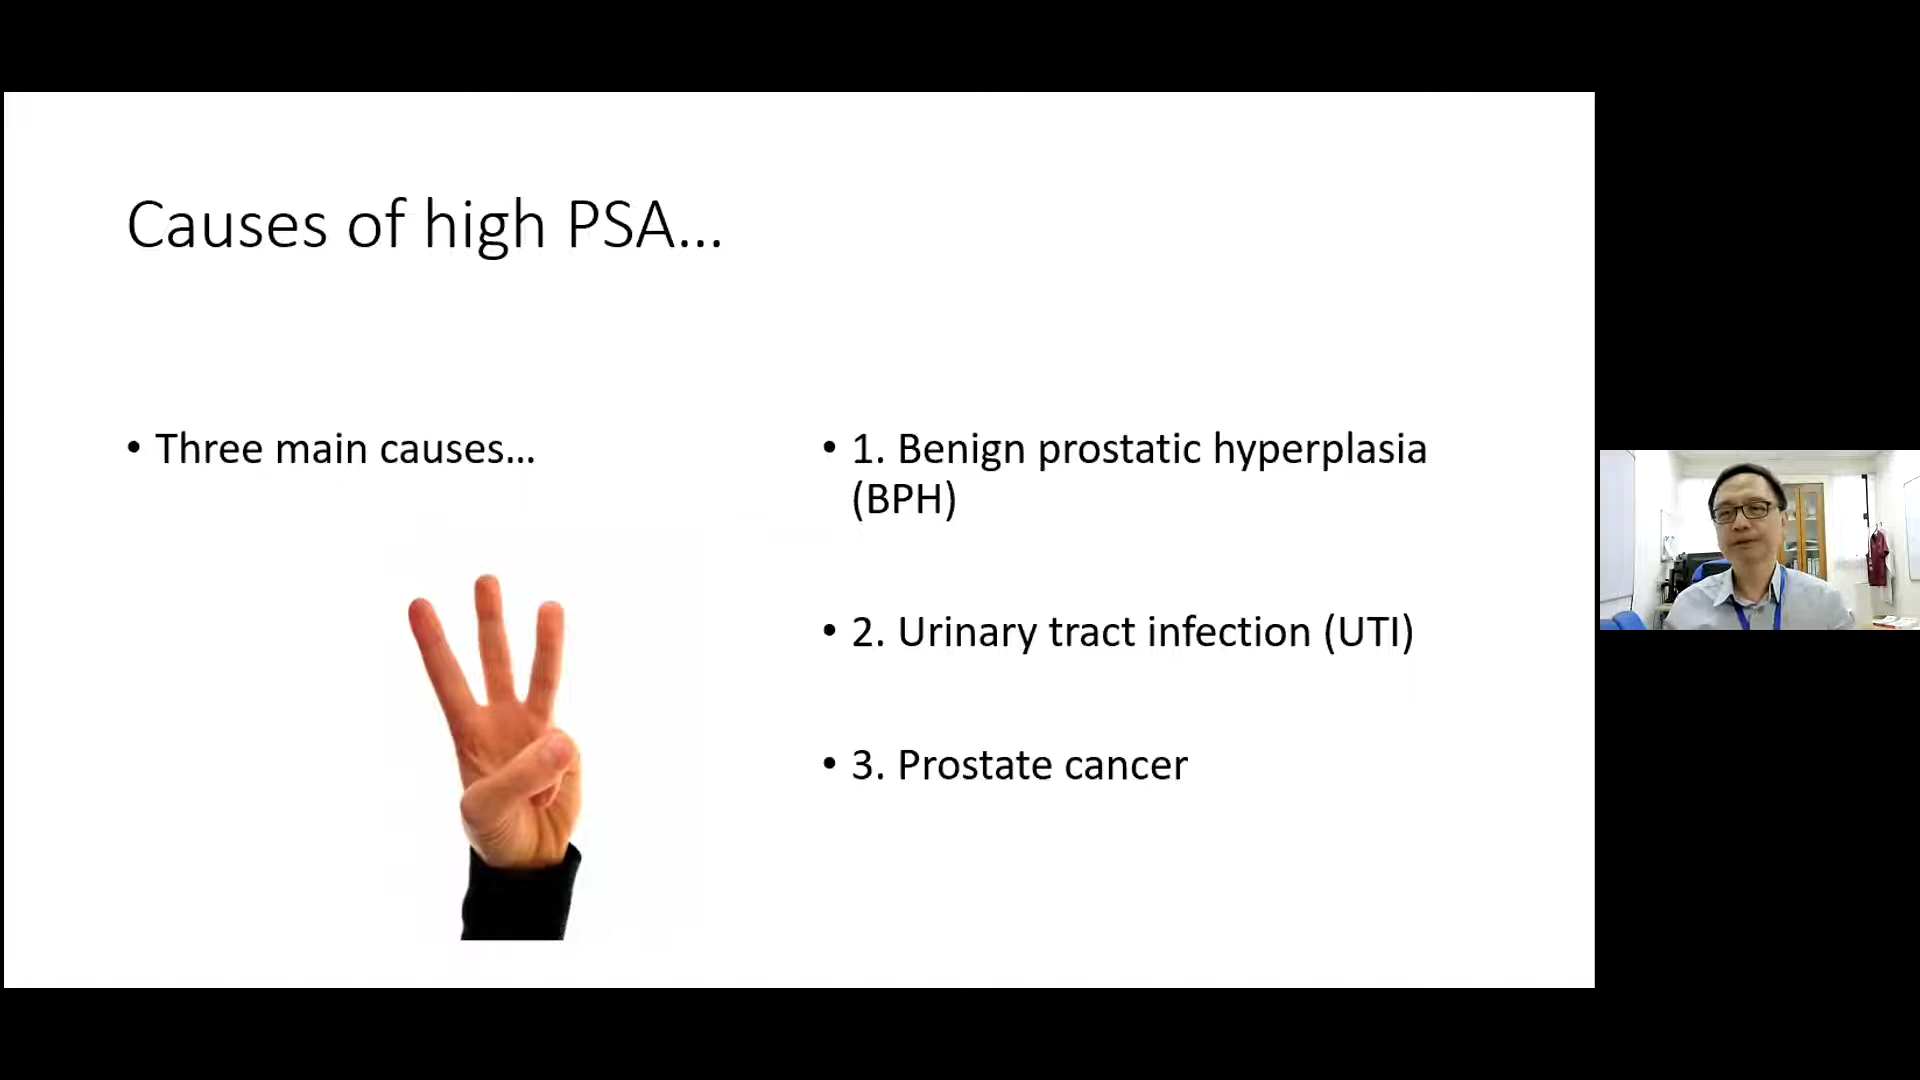 Causes of high PSA...
• Three main causes...
• 1. Benign prostatic hyperplasia
(BPH)
• 2. Urinary tract infection (UTI)
• 3. Prostate cancer